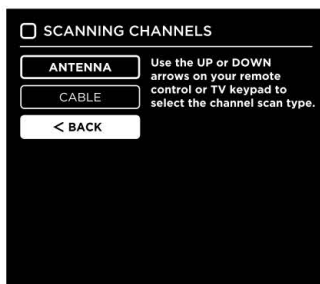 SCANNING CHANNELS
ANTENNA
CABLE
< BACK
Use the UP or DOWN
arrows on your remote
control or TV keypad to
select the channel scan type.